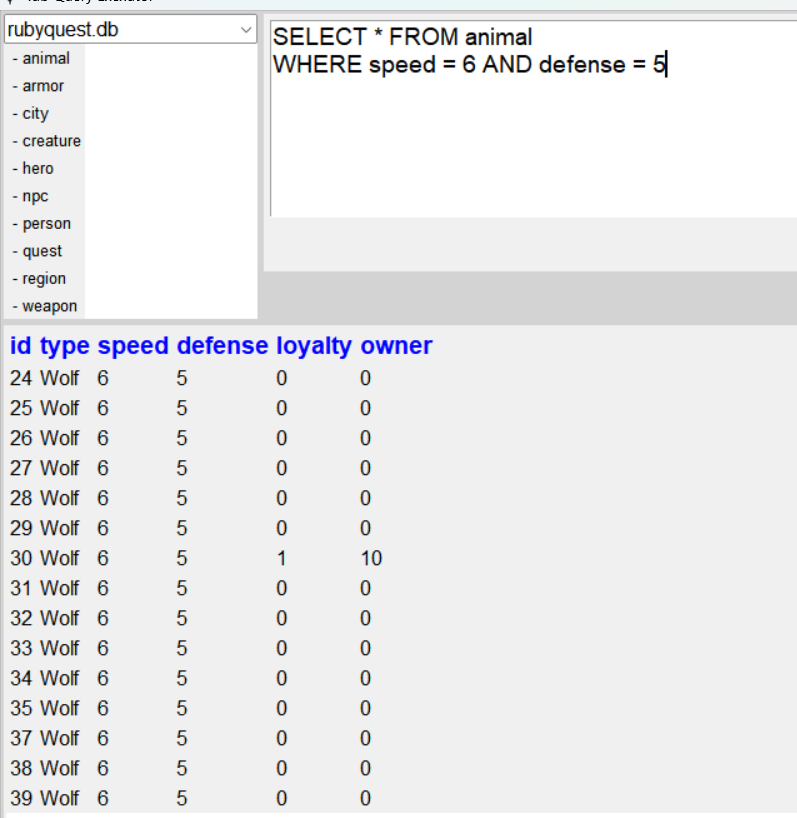 rubyquest.db
- animal
- armor
- city
- creature
- hero
- npc
- person
- quest
- region
- weapon
SELECT * FROM animal
WHERE speed = 6 AND defense = 5
id type speed defense loyalty owner
24 Wolf 6 5 0 0
25 Wolf 6 5 0 0
26 Wolf 6 5 0 0
27 Wolf 6 5 0 0
28 Wolf 6 5 0 0
29 Wolf 6 5 0 0
30 Wolf 6 5 1 10
31 Wolf 6 5 0 0
32 Wolf 6 5 0 0
33 Wolf 6 5 0 0
34 Wolf 6 5 0 0
35 Wolf 6 5 0 0
37 Wolf 6 5 0 0
38 Wolf 6 5 0 0
39 Wolf 6 5 0 0